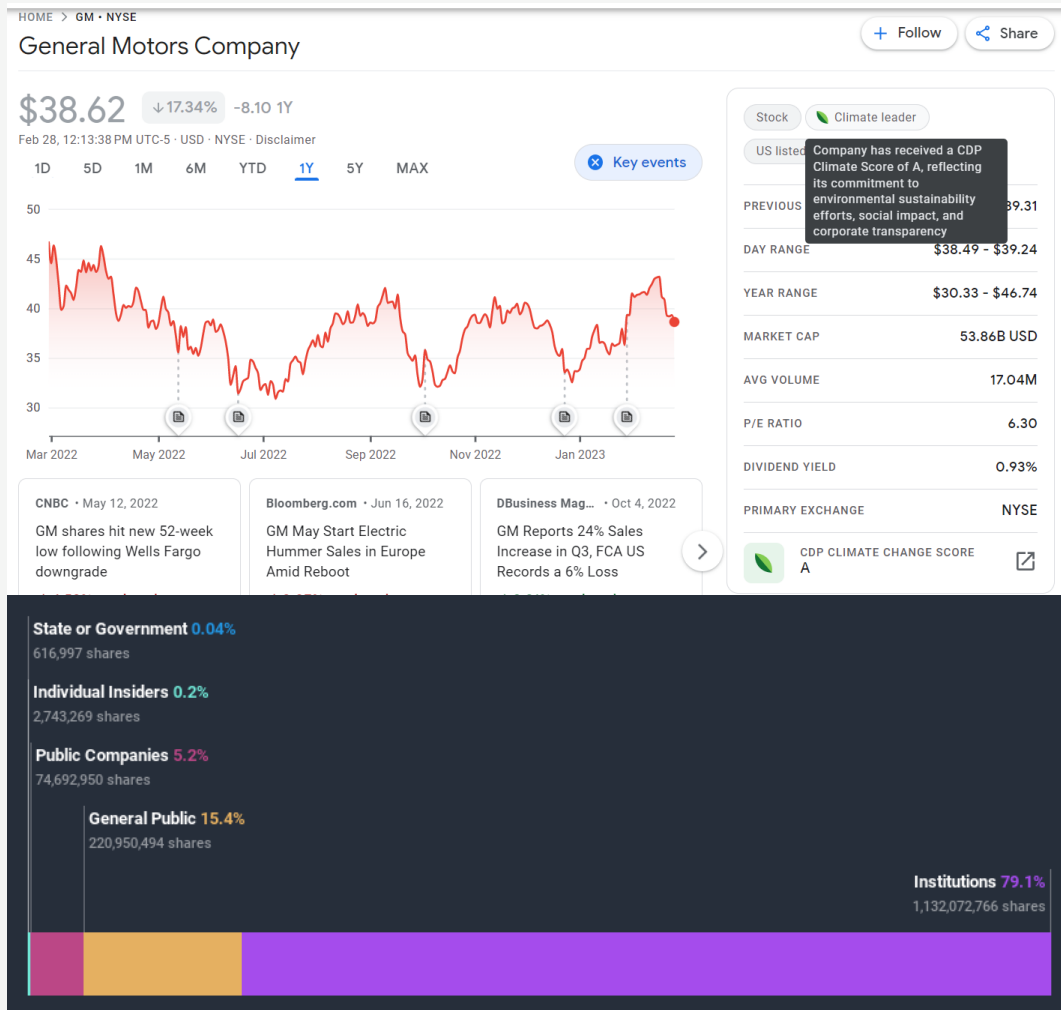 HOME > GM • NYSE
General Motors Company
Follow
Share
$38.62 ↓17.34% -8.10 1Y
Feb 28, 12:13:38 PM UTC-5 · USD · NYSE · Disclaimer
1D 5D 1M 6M YTD 1Y 5Y MAX
Key events
50
45
40
35
30
Mar 2022 May 2022 Jul 2022 Sep 2022 Nov 2022 Jan 2023
CNBC • May 12, 2022
GM shares hit new 52-week
low following Wells Fargo
downgrade
Bloomberg.com • Jun 16, 2022
GM May Start Electric
Hummer Sales in Europe
Amid Reboot
DBusiness Mag... • Oct 4, 2022
GM Reports 24% Sales
Increase in Q3, FCA US
Records a 6% Loss
Stock
Climate leader
US listed
Company has received a CDP
Climate Score of A, reflecting
its commitment to
environmental sustainability
efforts, social impact, and
corporate transparency
PREVIOUS 39.31
DAY RANGE $38.49 - $39.24
YEAR RANGE $30.33 - $46.74
MARKET CAP 53.86B USD
AVG VOLUME 17.04M
P/E RATIO 6.30
DIVIDEND YIELD 0.93%
PRIMARY EXCHANGE NYSE
CDP CLIMATE CHANGE SCORE
A
State or Government 0.04%
616,997 shares
Individual Insiders 0.2%
2,743,269 shares
Public Companies 5.2%
74,692,950 shares
General Public 15.4%
220,950,494 shares
Institutions 79.1%
1,132,072,766 shares